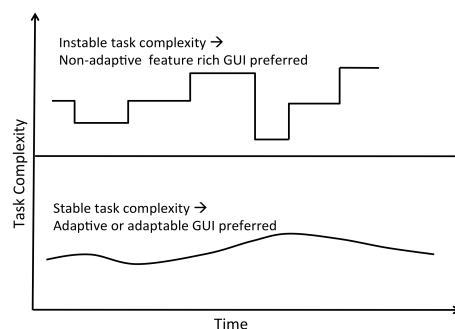 Instable task complexity →
Non-adaptive feature rich GUI preferred
Task Complexity
Stable task complexity →
Adaptive or adaptable GUI preferred
Time